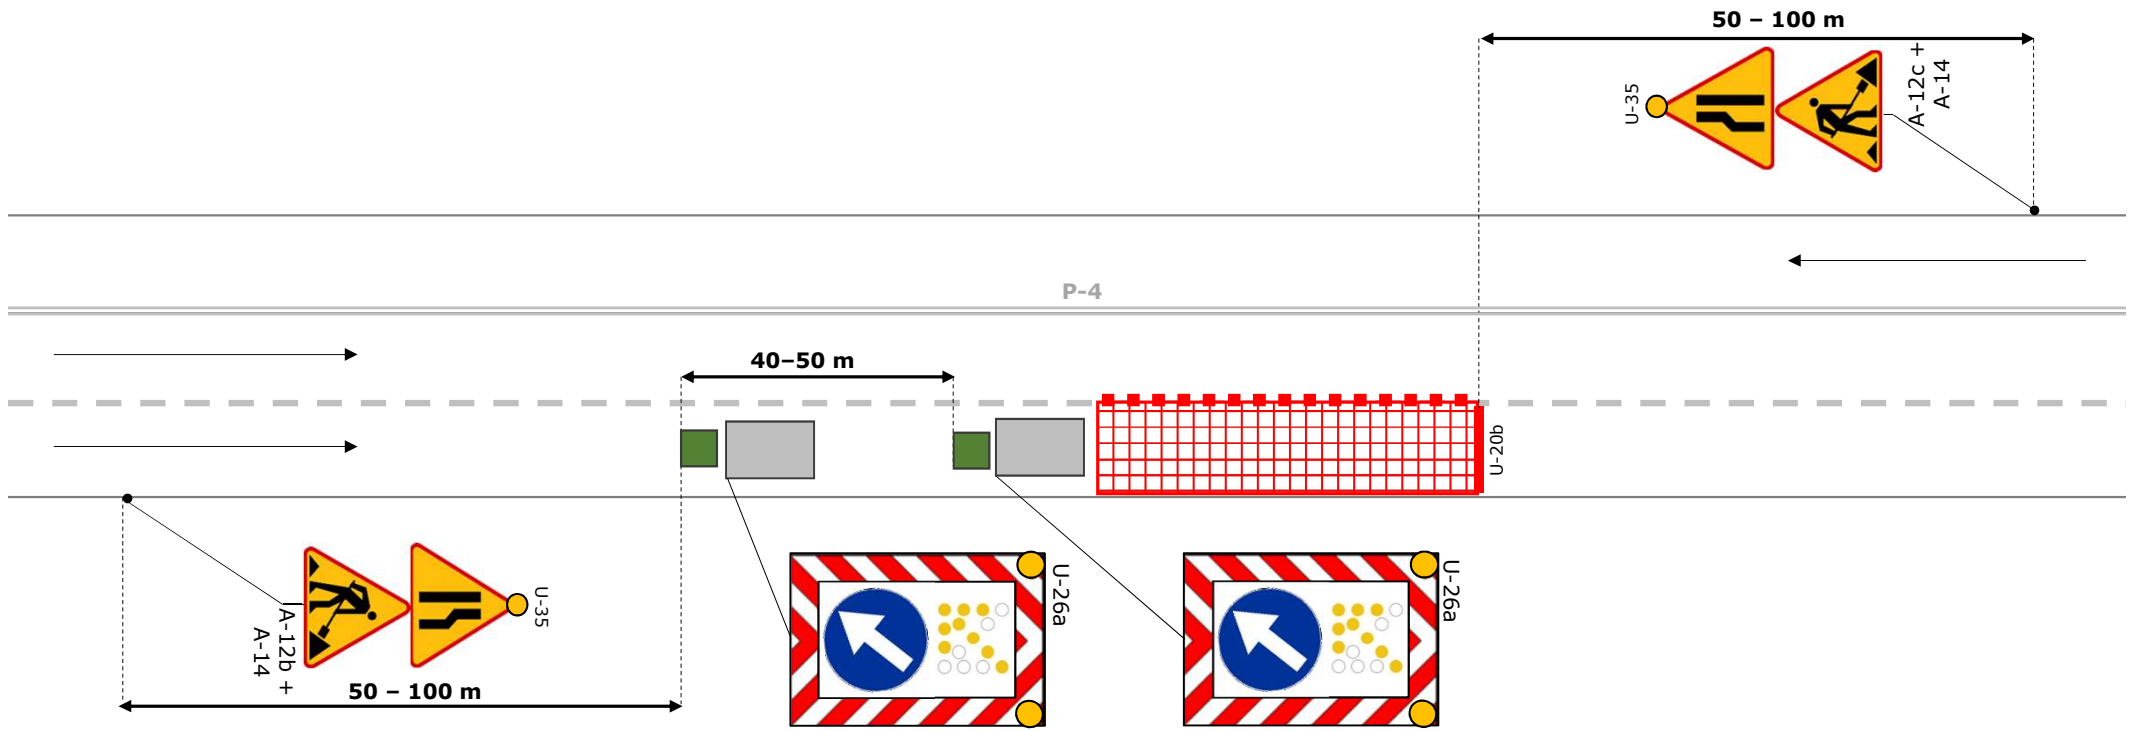 50 – 100 m
U-35
A-12c +
A-14
P-4
40–50 m
U-20b
U-26a
U-26a
U-35
A-12b +
A-14
50 – 100 m